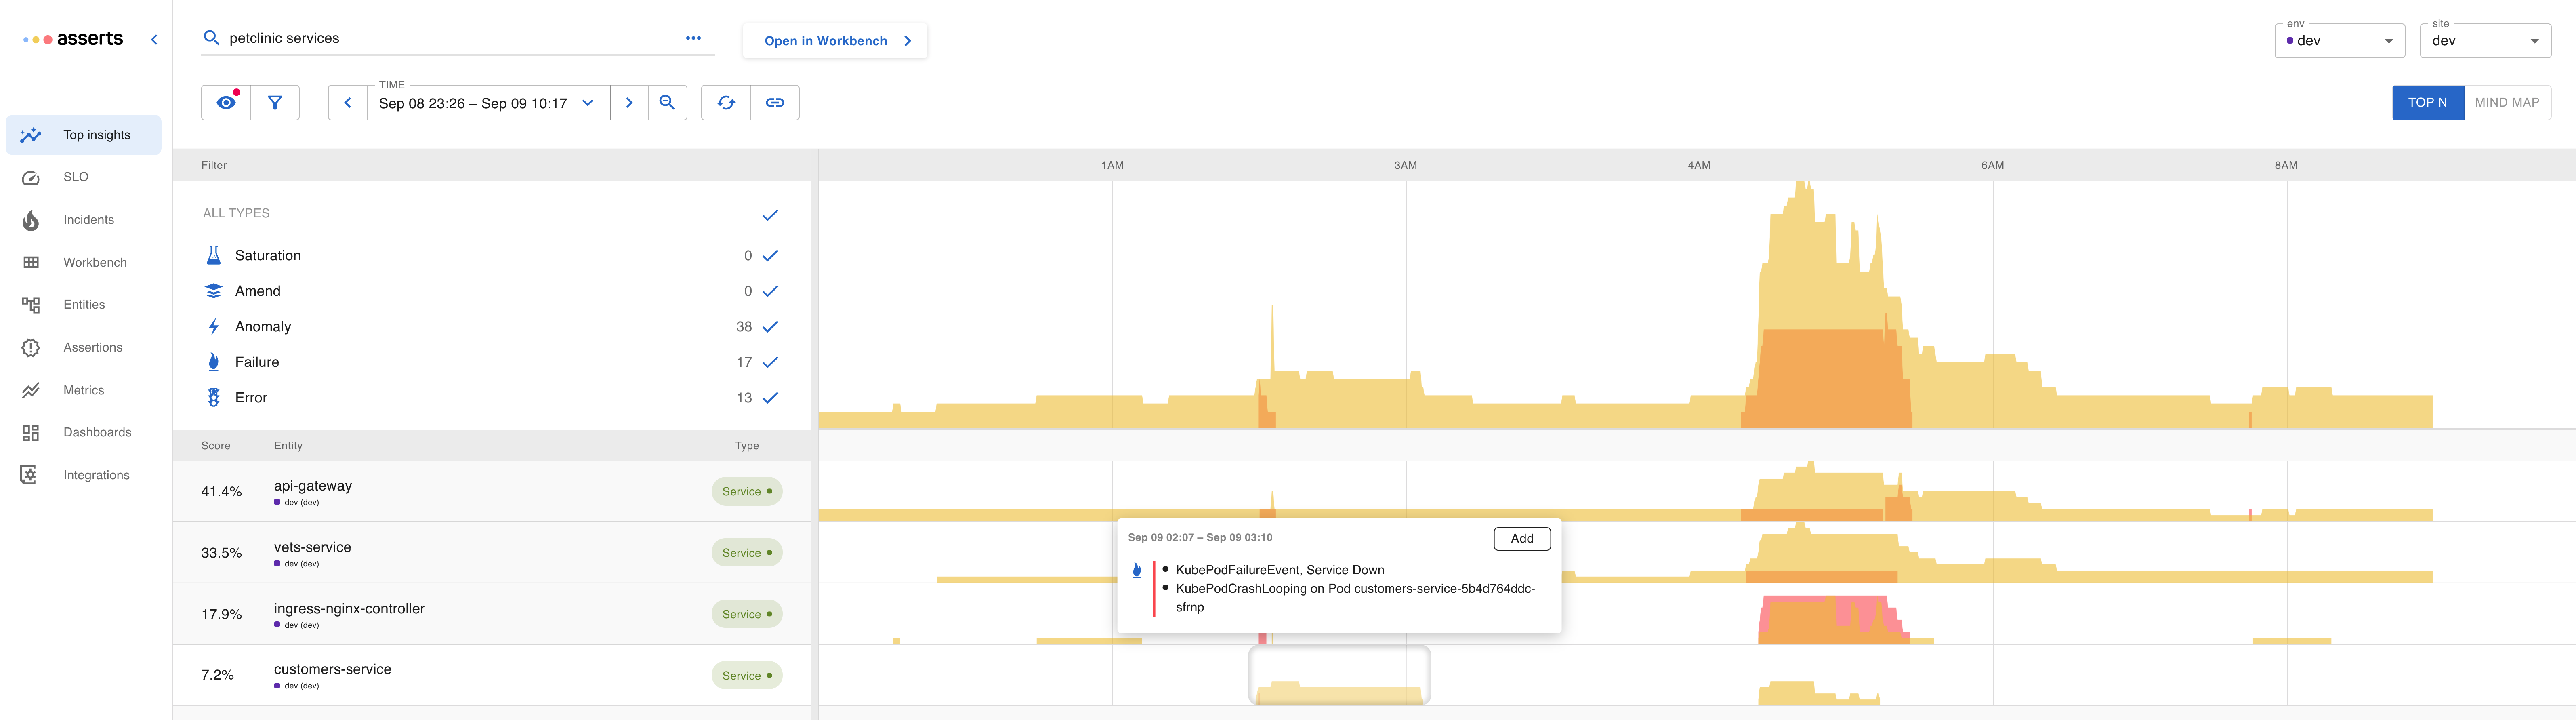 asserts
petclinic services
Open in Workbench
env
dev
site
dev
TIME
Sep 08 23:26 – Sep 09 10:17
TOP N
MIND MAP
Top insights
SLO
Incidents
Workbench
Entities
Assertions
Metrics
Dashboards
Integrations
Filter
1AM
3AM
4AM
6AM
8AM
ALL TYPES
Saturation 0
Amend 0
Anomaly 38
Failure 17
Error 13
Score Entity Type
41.4% api-gateway Service
dev (dev)
33.5% vets-service Service
dev (dev)
17.9% ingress-nginx-controller Service
dev (dev)
7.2% customers-service Service
dev (dev)
Sep 09 02:07 – Sep 09 03:10
Add
KubePodFailureEvent, Service Down
KubePodCrashLooping on Pod customers-service-5b4d764ddc-
sfrnp